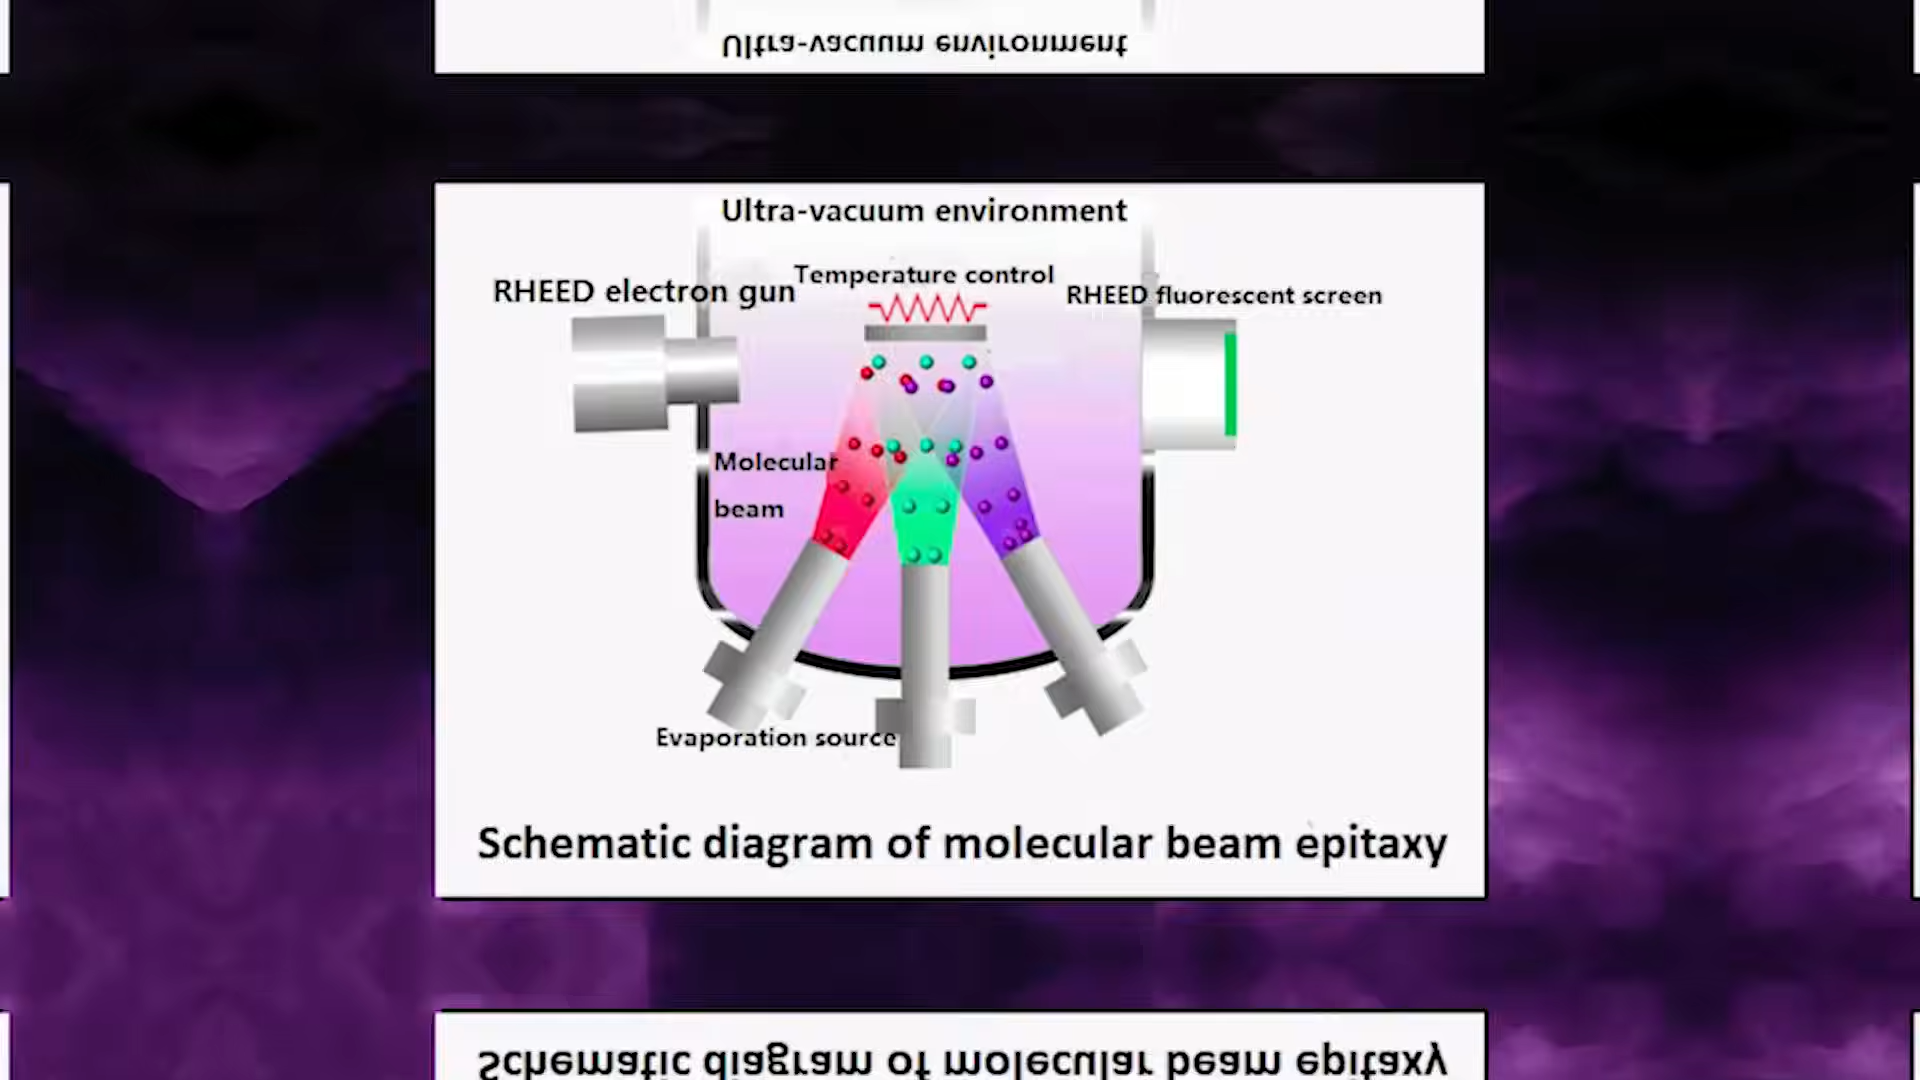 Ultra-vacuum environment
Ultra-vacuum environment
Temperature control
RHEED electron gun
RHEED fluorescent screen
Molecular
beam
Evaporation source
Schematic diagram of molecular beam epitaxy
Schematic diagram of molecular beam epitaxy